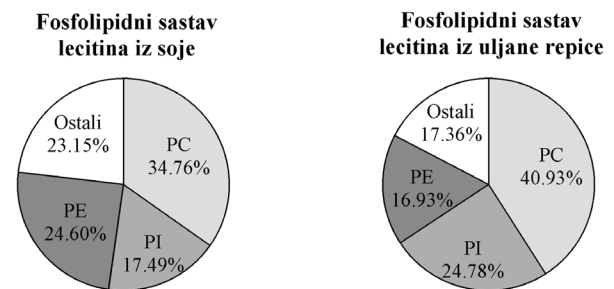 Fosfolipidni sastav
lecitina iz soje
Ostali
23.15%
PC
34.76%
PE
24.60%
PI
17.49%
Fosfolipidni sastav
lecitina iz uljane repice
Ostali
17.36%
PC
40.93%
PE
16.93%
PI
24.78%